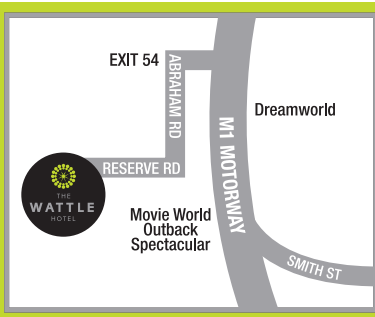 EXIT 54
ABRAHAM RD
Dreamworld
M1 MOTORWAY
RESERVE RD
THE
WATTLE
HOTEL
Movie World
Outback
Spectacular
SMITH ST